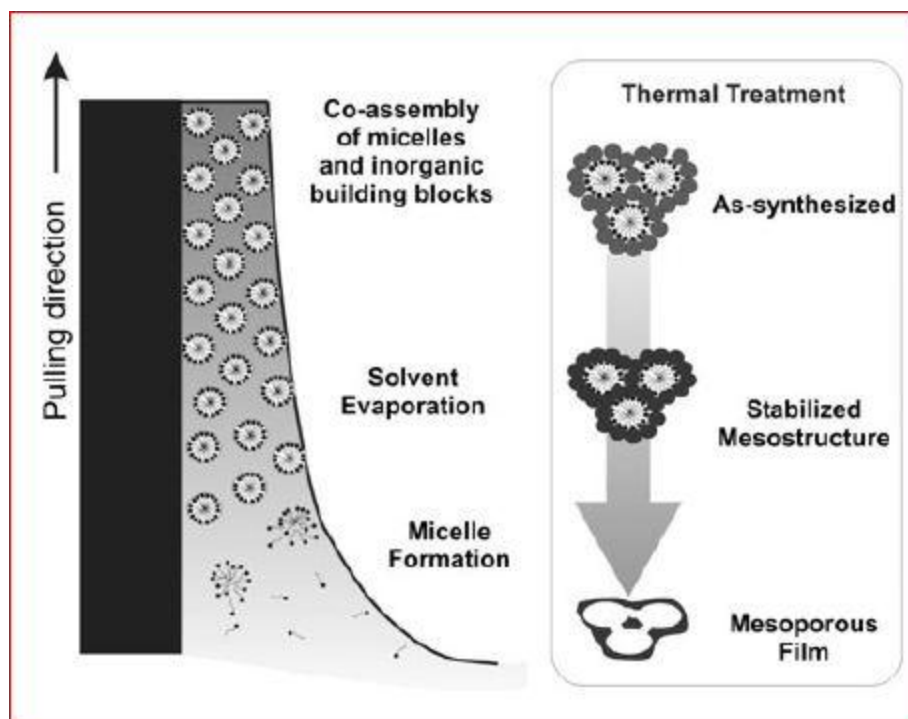 Pulling direction
Co-assembly
of micelles
and inorganic
building blocks
Solvent
Evaporation
Micelle
Formation
Thermal Treatment
As-synthesized
Stabilized
Mesostructure
Mesoporous
Film